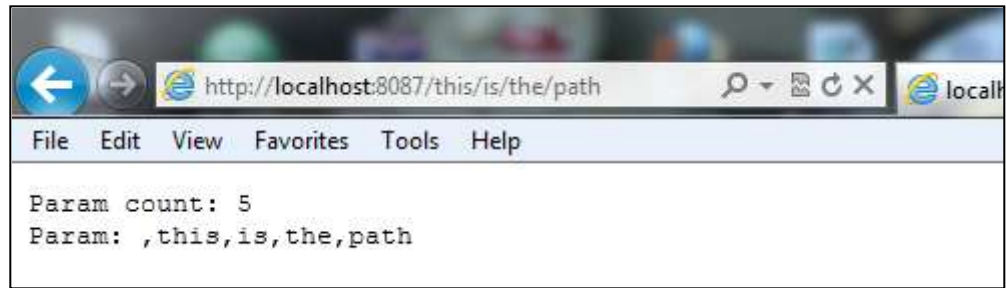 http://localhost:8087/this/is/the/path
localh
File Edit View Favorites Tools Help
Param count: 5
Param: ,this,is,the,path